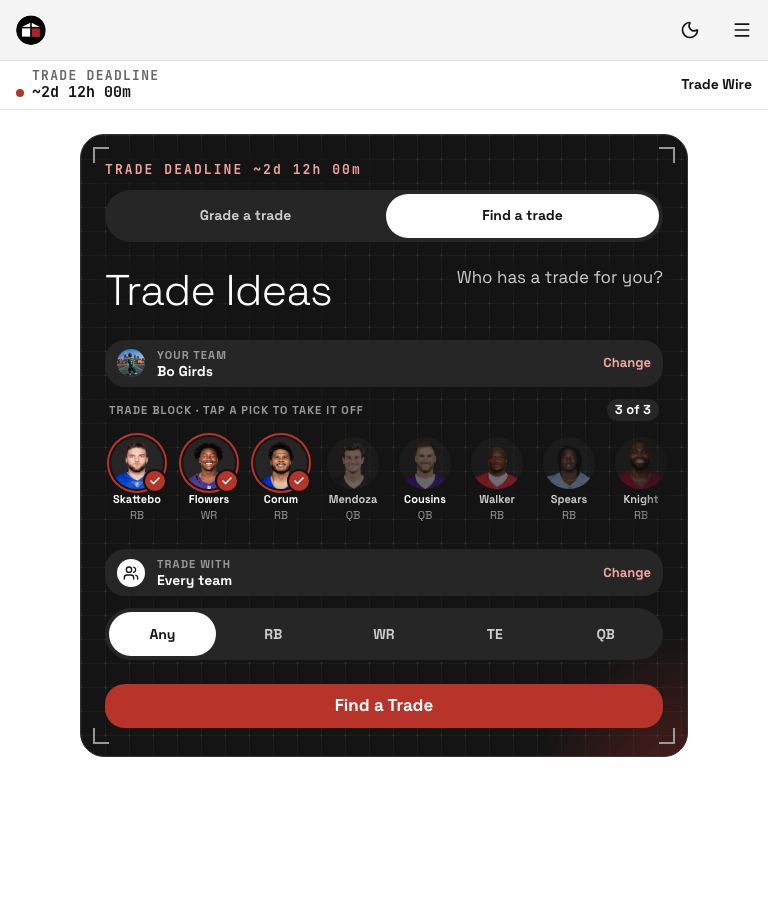 TRADE DEADLINE
~2d 12h 00m
Trade Wire
TRADE DEADLINE ~2d 12h 00m
Grade a trade
Find a trade
Trade Ideas
Who has a trade for you?
YOUR TEAM
Bo Girds
Change
TRADE BLOCK · TAP A PICK TO TAKE IT OFF
3 of 3
Skattebo
RB
Flowers
WR
Corum
RB
Mendoza
QB
Cousins
QB
Walker
RB
Spears
RB
Knight
RB
TRADE WITH
Every team
Change
Any
RB
WR
TE
QB
Find a Trade